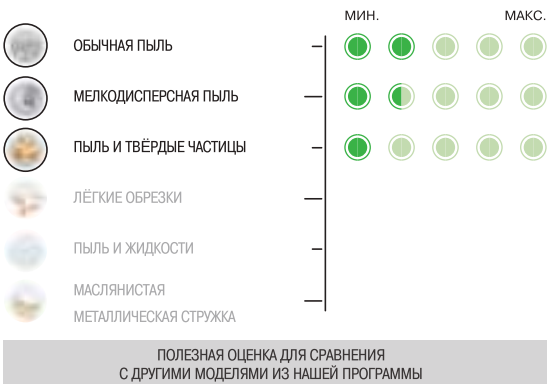 МИН. МАКС.
ОБЫЧНАЯ ПЫЛЬ
МЕЛКОДИСПЕРСНАЯ ПЫЛЬ
ПЫЛЬ И ТВЁРДЫЕ ЧАСТИЦЫ
ЛЁГКИЕ ОБРЕЗКИ
ПЫЛЬ И ЖИДКОСТИ
МАСЛЯНИСТАЯ
МЕТАЛЛИЧЕСКАЯ СТРУЖКА
ПОЛЕЗНАЯ ОЦЕНКА ДЛЯ СРАВНЕНИЯ
С ДРУГИМИ МОДЕЛЯМИ ИЗ НАШЕЙ ПРОГРАММЫ